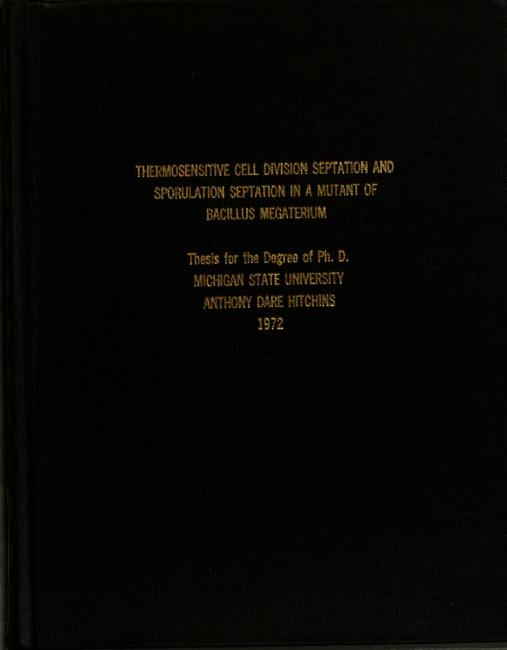 THERMOSENSITIVE CELL DIVISION SEPTATION AND
SPORULATION SEPTATION IN A MUTANT OF
BACILLUS MEGATERIUM
Thesis for the Degree of Ph. D.
MICHIGAN STATE UNIVERSITY
ANTHONY DARE HITCHINS
1972